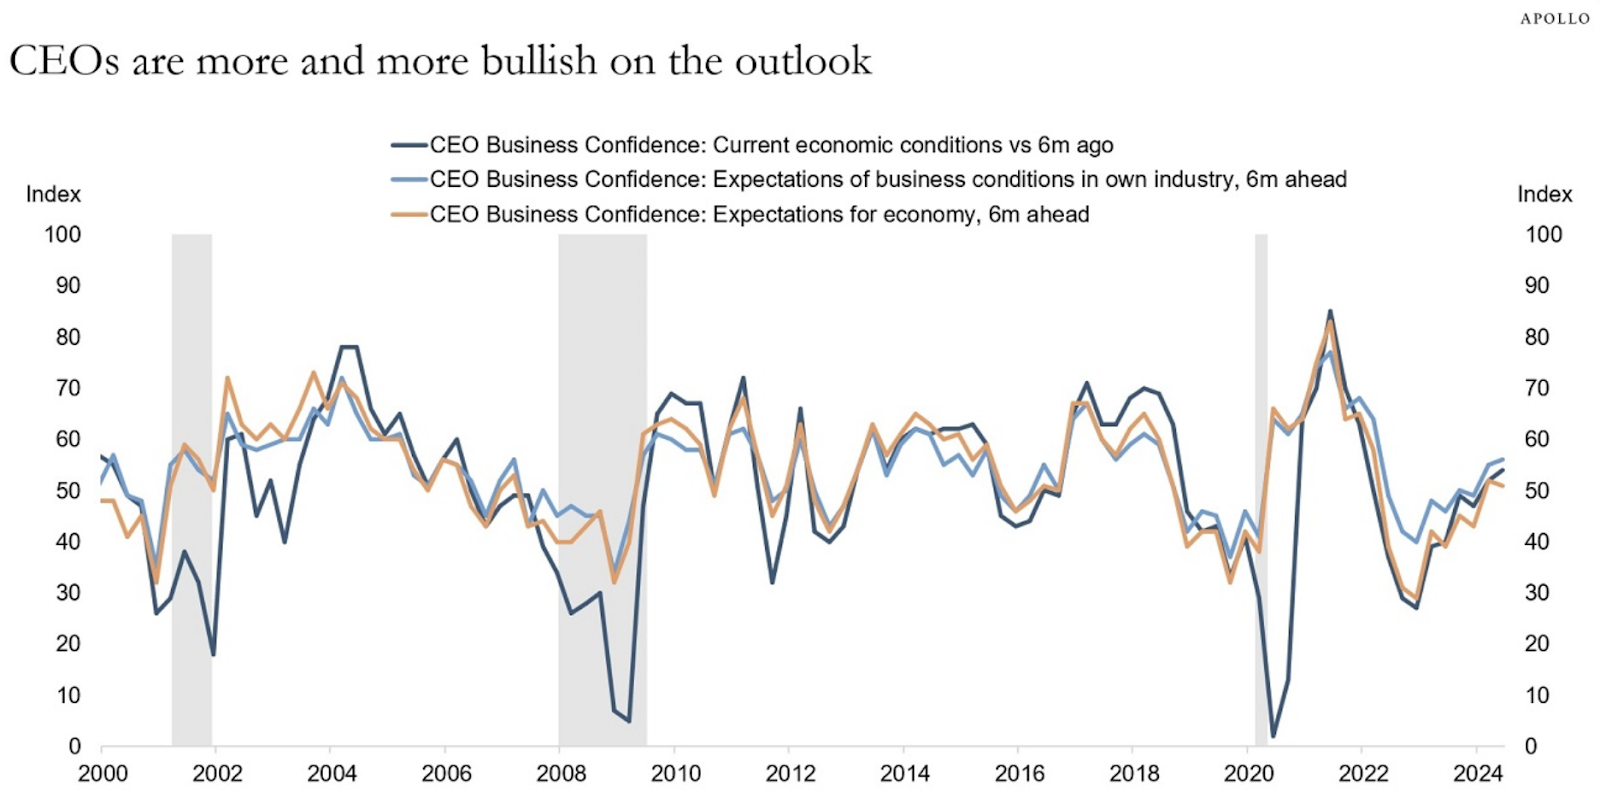 APOLLO
CEOs are more and more bullish on the outlook
CEO Business Confidence: Current economic conditions vs 6m ago
CEO Business Confidence: Expectations of business conditions in own industry, 6m ahead
CEO Business Confidence: Expectations for economy, 6m ahead
Index
Index
100
90
80
70
60
50
40
30
20
10
0
100
90
80
70
60
50
40
30
20
10
0
2000 2002 2004 2006 2008 2010 2012 2014 2016 2018 2020 2022 2024